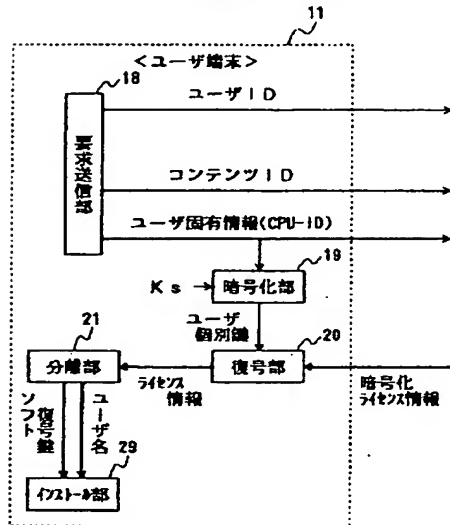 11
<ユーザ端末>
18
ユーザID
要求送信部
コンテンツID
ユーザ固有情報(CPU-ID)
19
Ks
暗号化部
ユーザ
個別鍵
21
20
分離部
復号部
ライセンス
情報
暗号化
ライセンス情報
ソフト
復号鍵
ユーザ名
29
インストール部